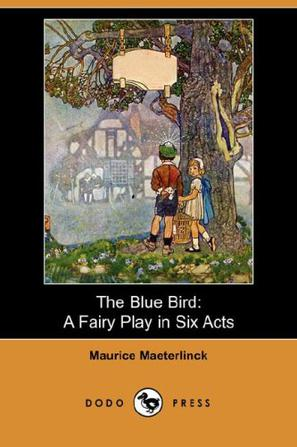 The Blue Bird:
A Fairy Play in Six Acts
Maurice Maeterlinck
DODO PRESS